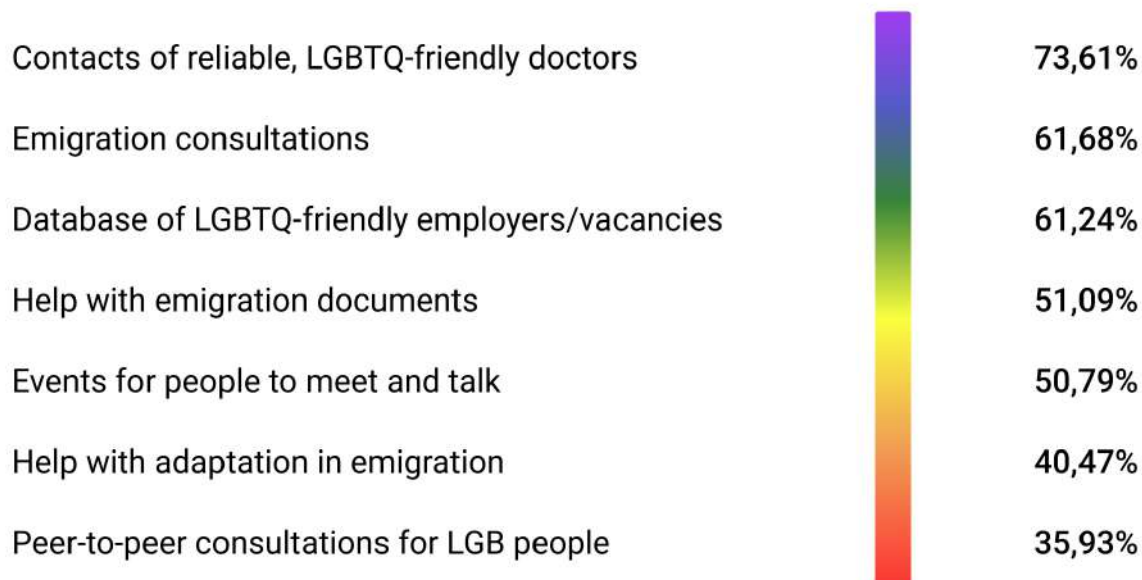 Contacts of reliable, LGBTQ-friendly doctors 73,61%
Emigration consultations 61,68%
Database of LGBTQ-friendly employers/vacancies 61,24%
Help with emigration documents 51,09%
Events for people to meet and talk 50,79%
Help with adaptation in emigration 40,47%
Peer-to-peer consultations for LGB people 35,93%